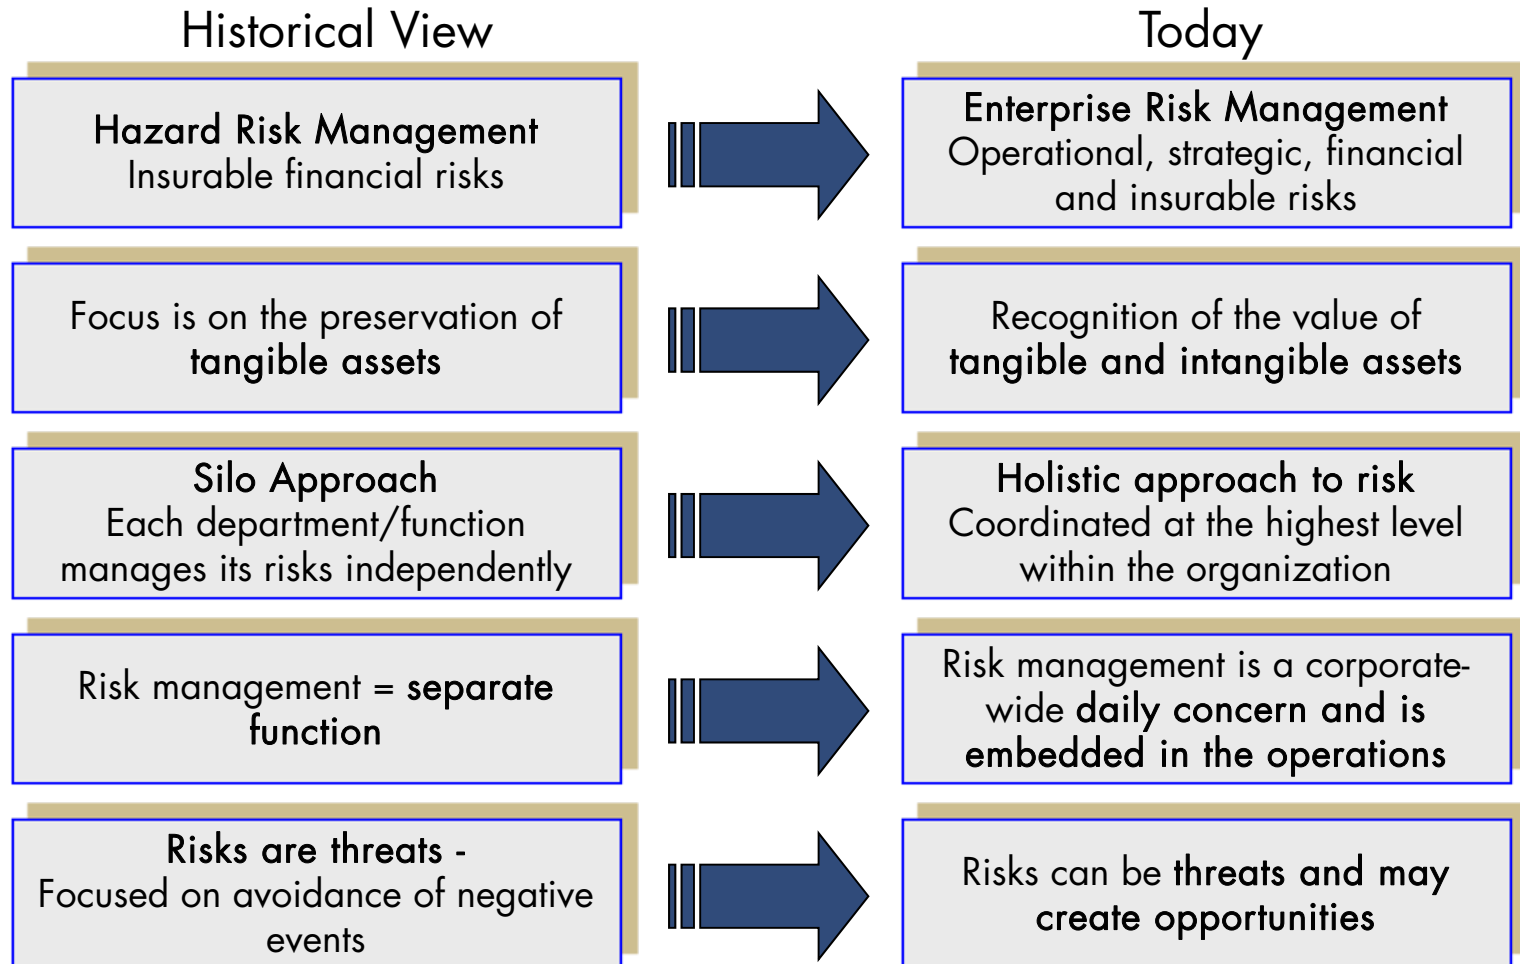 Historical View
Today
Hazard Risk Management
Insurable financial risks
Enterprise Risk Management
Operational, strategic, financial
and insurable risks
Focus is on the preservation of
tangible assets
Recognition of the value of
tangible and intangible assets
Silo Approach
Each department/function
manages its risks independently
Holistic approach to risk
Coordinated at the highest level
within the organization
Risk management = separate
function
Risk management is a corporate-
wide daily concern and is
embedded in the operations
Risks are threats -
Focused on avoidance of negative
events
Risks can be threats and may
create opportunities